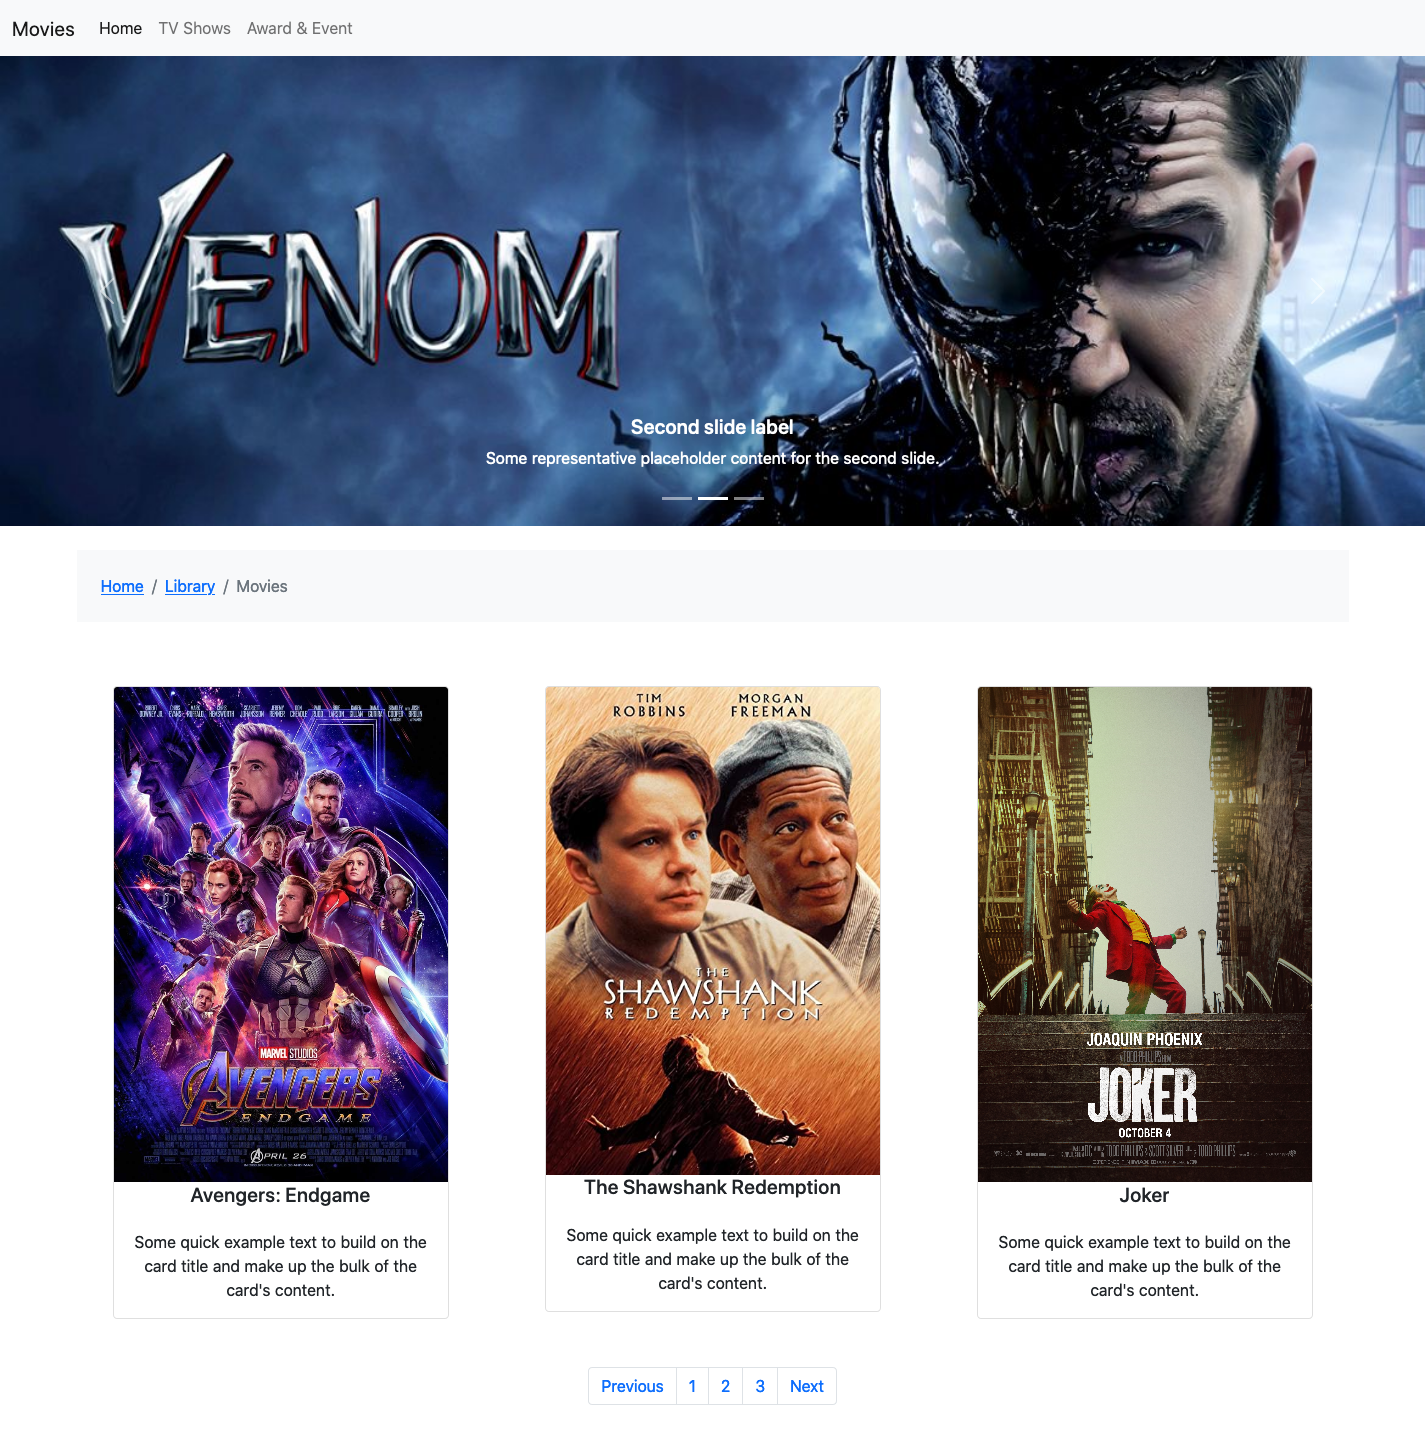 Movies Home TV Shows Award & Event
VENOM
Second slide label
Some representative placeholder content for the second slide.
Home / Library / Movies
MARVEL STUDIOS
AVENGERS
ENDGAME
APRIL 26
Avengers: Endgame
Some quick example text to build on the
card title and make up the bulk of the
card's content.
TIM ROBBINS
MORGAN FREEMAN
THE
SHAWSHANK
REDEMPTION
The Shawshank Redemption
Some quick example text to build on the
card title and make up the bulk of the
card's content.
JOAQUIN PHOENIX
JOKER
OCTOBER 4
Joker
Some quick example text to build on the
card title and make up the bulk of the
card's content.
Previous 1 2 3 Next